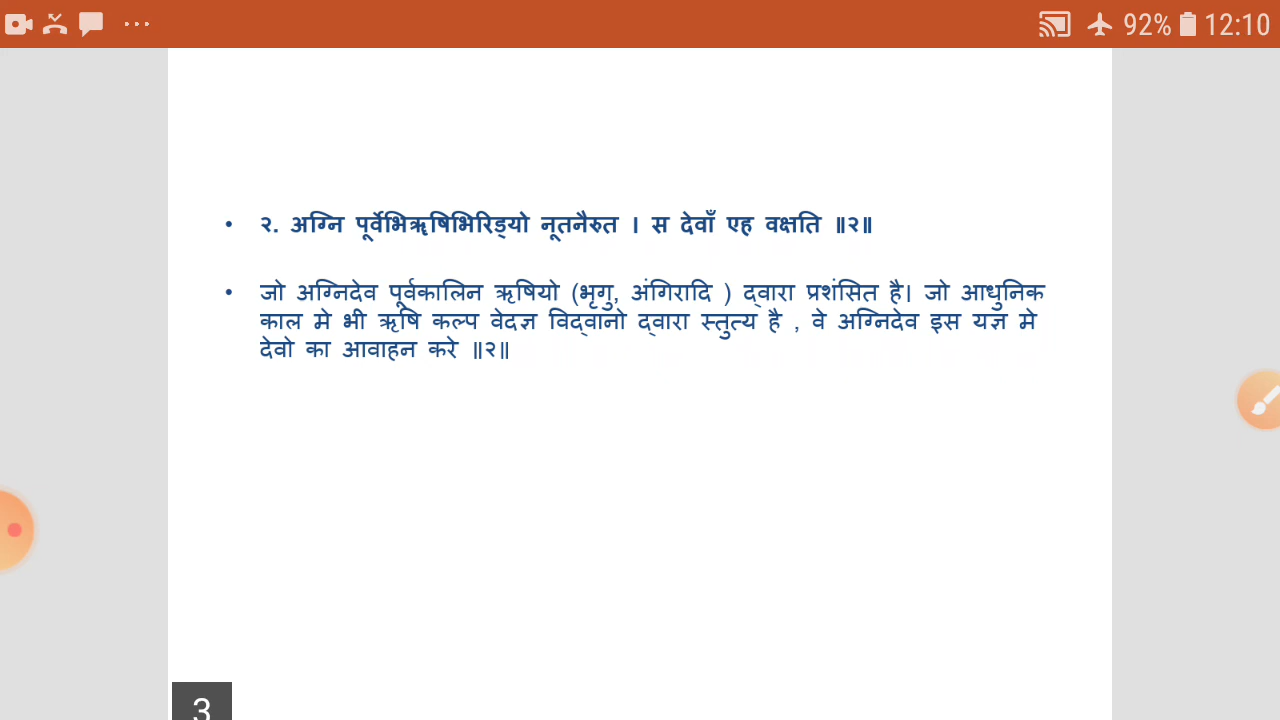 92% 12:10
• २. अग्नि पूर्वेभिॠषिभिरिड्यो नूतनैरुत । स देवाँ एह वक्षति ॥२॥
• जो अग्निदेव पूर्वकालिन ऋषियो (भृगु, अंगिरादि ) द्वारा प्रशंसित है। जो आधुनिक
काल मे भी ऋषि कल्प वेदज्ञ विद्वानो द्वारा स्तुत्य है , वे अग्निदेव इस यज्ञ मे
देवो का आवाहन करे ॥२॥
3